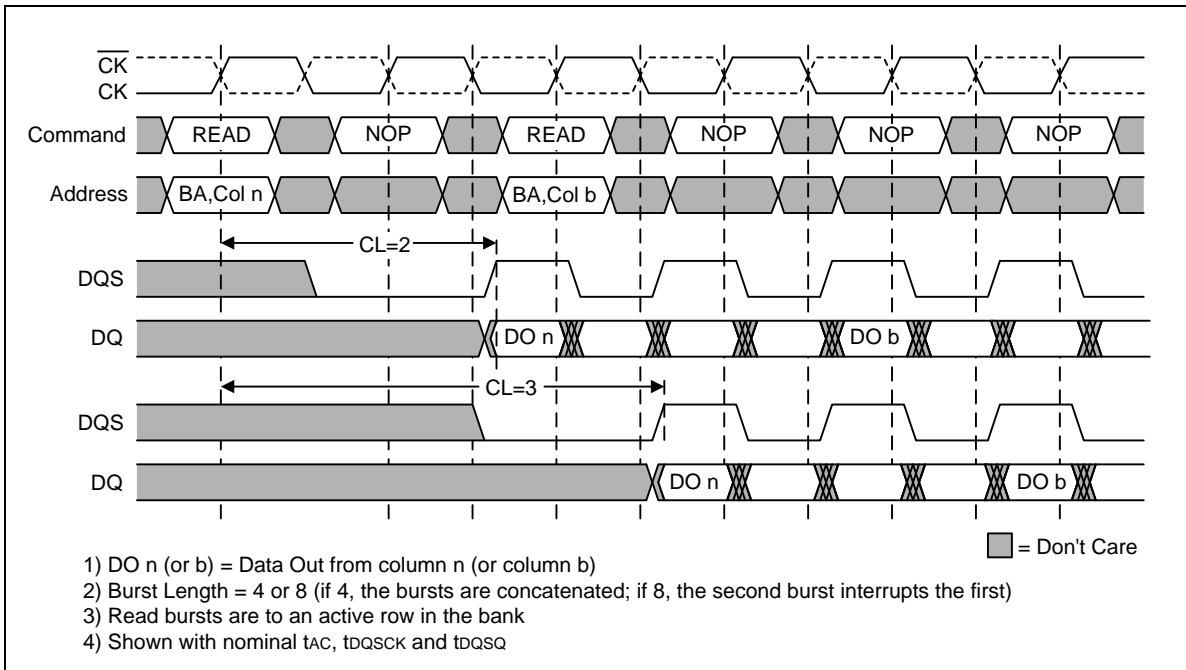 CK
CK
Command READ NOP READ NOP NOP NOP
Address BA,Col n BA,Col b
CL=2
DQS
DQ DO n DO b
CL=3
DQS
DQ DO n DO b
= Don't Care
1) DO n (or b) = Data Out from column n (or column b)
2) Burst Length = 4 or 8 (if 4, the bursts are concatenated; if 8, the second burst interrupts the first)
3) Read bursts are to an active row in the bank
4) Shown with nominal tAC, tDQSCK and tDQSQ